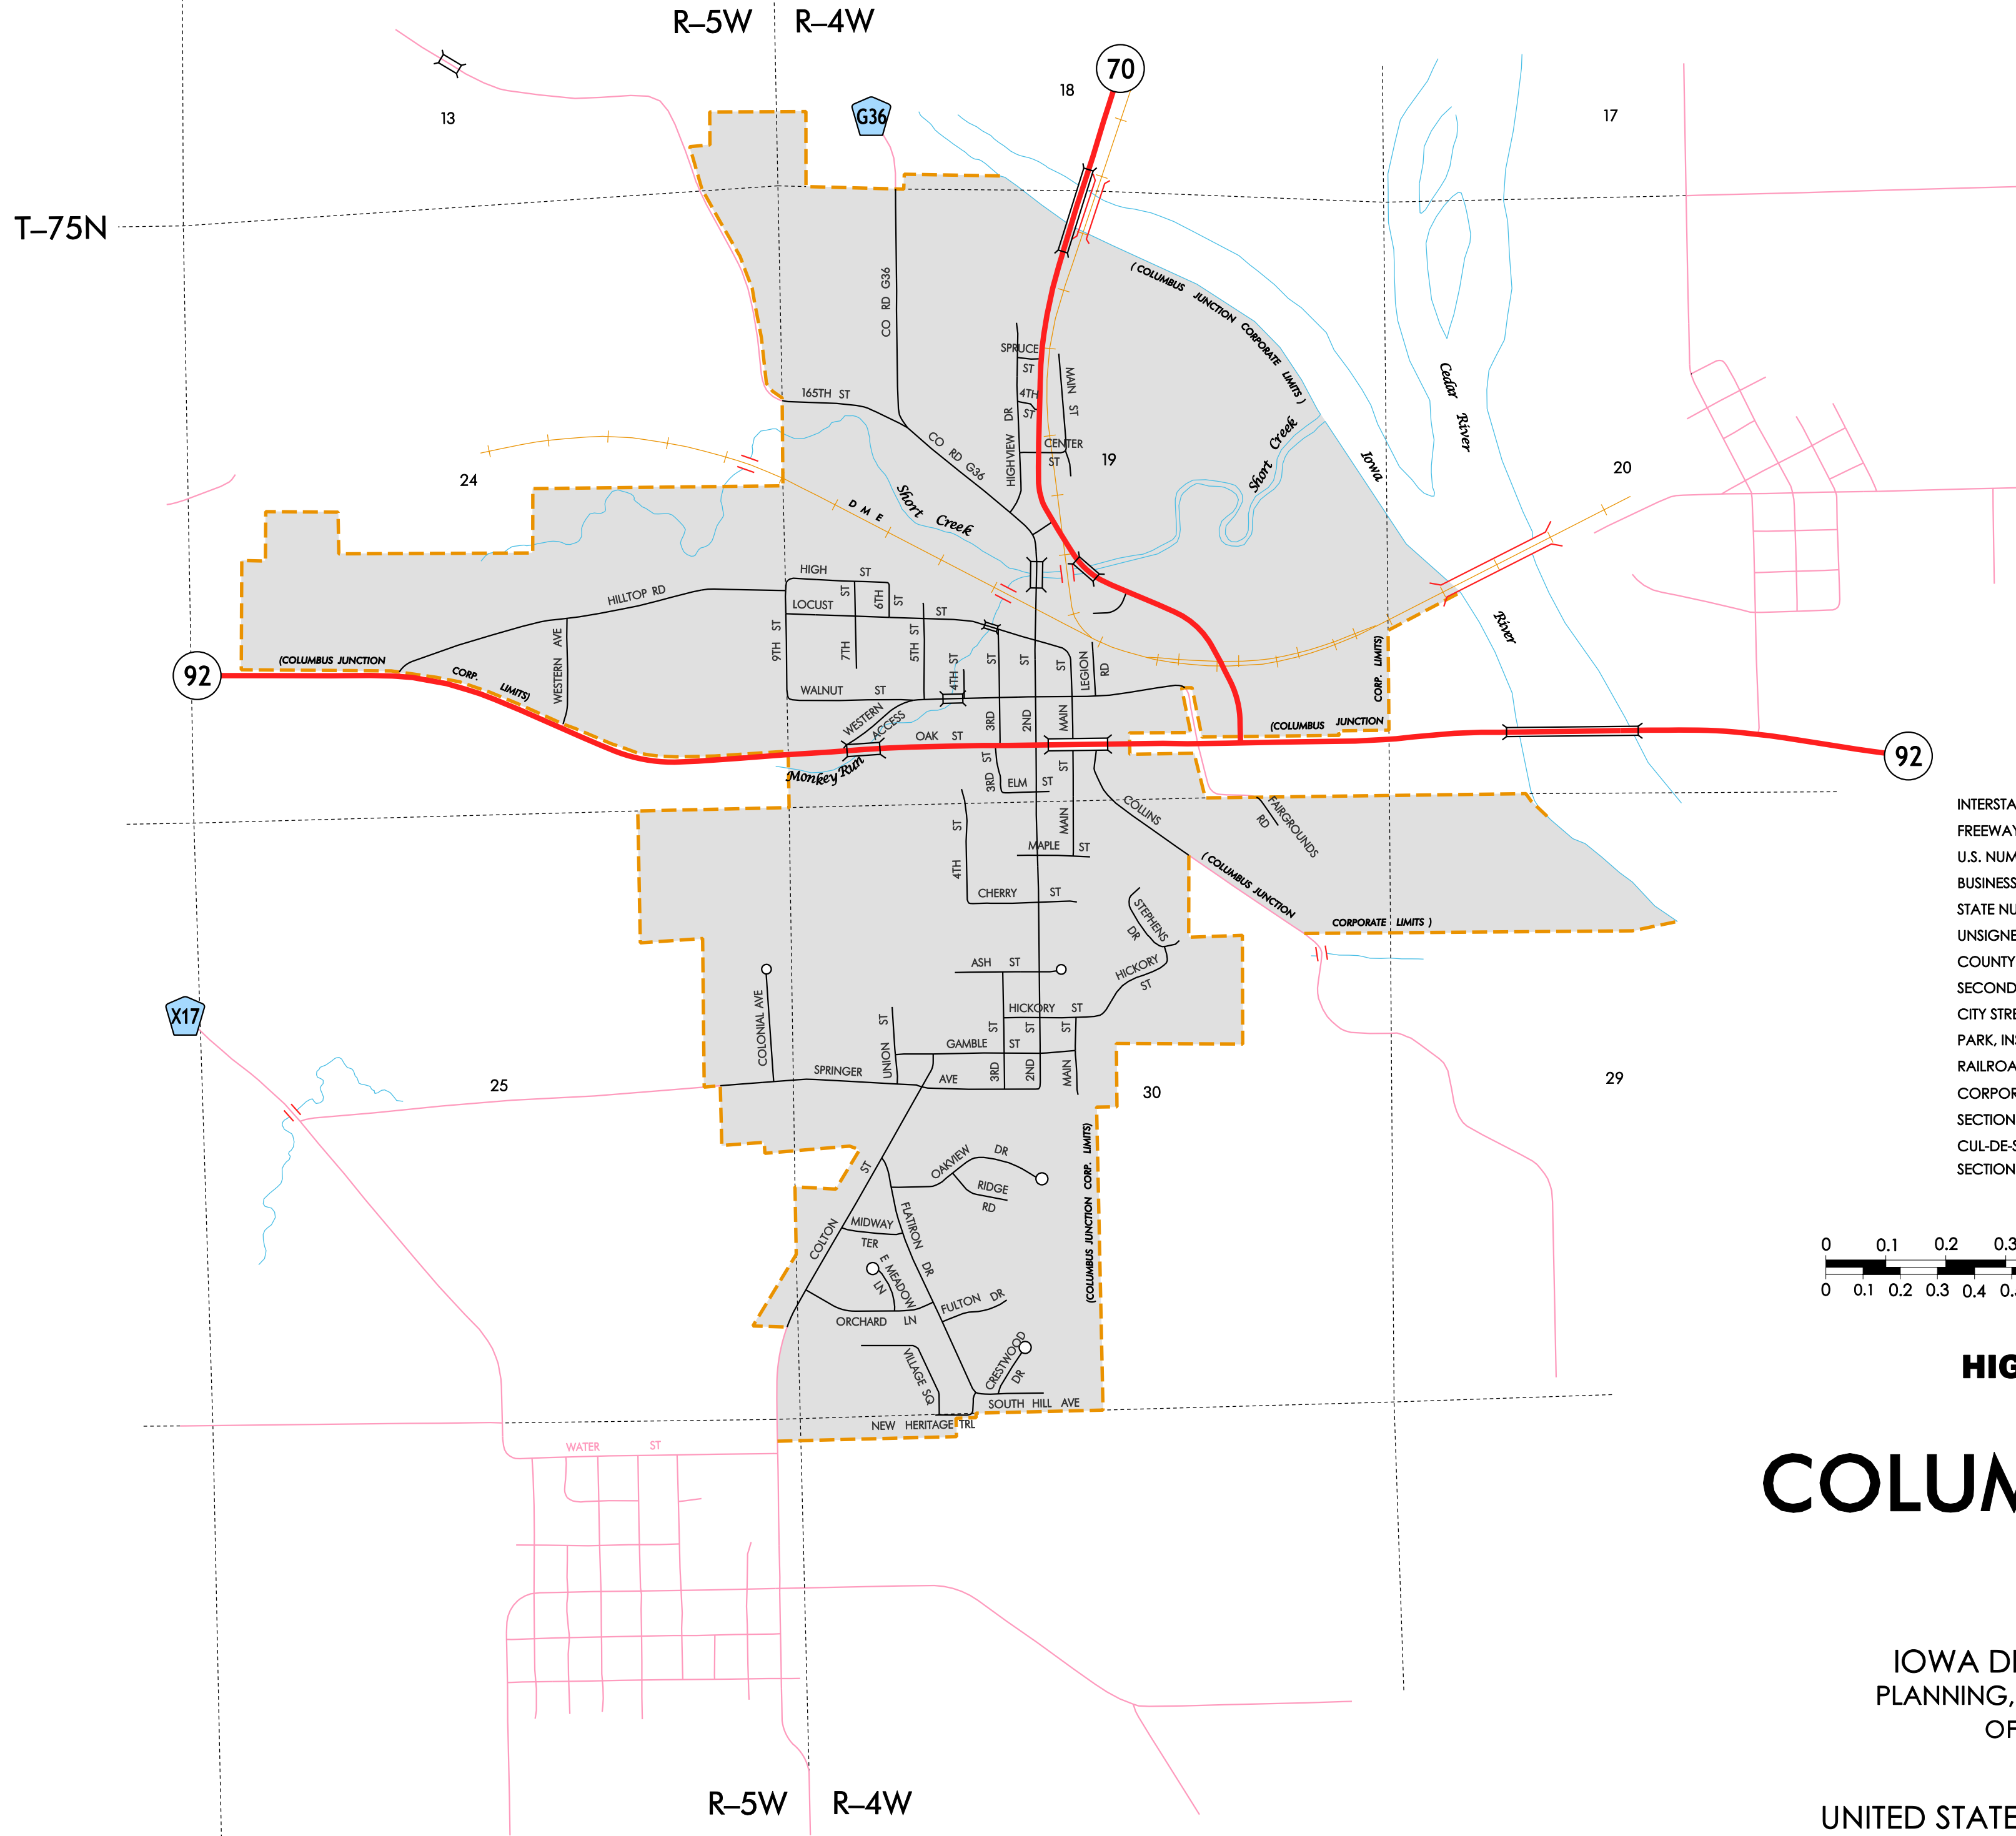 R–5W R–4W
70
18
13
G36
17
T–75N
CO RD G36
( COLUMBUS JUNCTION CORPORATE LIMITS )
SPRUCE
ST
MAIN ST
4TH
ST
165TH ST
HIGHVIEW DR
CENTER
ST
CO RD G36
19
Short Creek
Cedar River
Iowa
River
20
24
Short Creek
D M E
HIGH ST
HILLTOP RD
LOCUST ST
6TH ST
9TH ST
7TH ST
5TH ST
4TH ST
ST
ST
ST
LEGION
RD
WESTERN AVE
92
(COLUMBUS JUNCTION
CORP. LIMITS)
CORP. LIMITS)
WALNUT ST
WESTERN
ACCESS
3RD
2ND
MAIN
(COLUMBUS JUNCTION
OAK ST
92
Monkey Run
3RD ST
ELM ST
MAIN ST
COLLINS
FAIRGROUNDS
RD
MAPLE ST
4TH ST
CHERRY ST
( COLUMBUS JUNCTION
CORPORATE LIMITS )
STEPHENS
DR
ASH ST
HICKORY
ST
HICKORY ST
X17
COLONIAL AVE
UNION ST
GAMBLE ST
3RD ST
2ND ST
MAIN ST
SPRINGER AVE
25
30
29
(COLUMBUS JUNCTION CORP. LIMITS)
OAKVIEW DR
RIDGE
RD
COLTON ST
FLATIRON DR
MIDWAY
TER
E MEADOW
LN
ORCHARD LN
FULTON DR
VILLAGE SQ
CRESTWOOD
DR
SOUTH HILL AVE
NEW HERITAGE TRL
WATER ST
INTERSTA
FREEWAY
U.S. NUM
BUSINESS
STATE NU
UNSIGNE
COUNTY
SECOND
CITY STRE
PARK, INS
RAILROA
CORPOR
SECTION
CUL-DE-S
SECTION
0 0.1 0.2 0.3
0 0.1 0.2 0.3 0.4 0.
HIG
COLUM
IOWA DE
PLANNING,
OF
UNITED STATE
R–5W R–4W